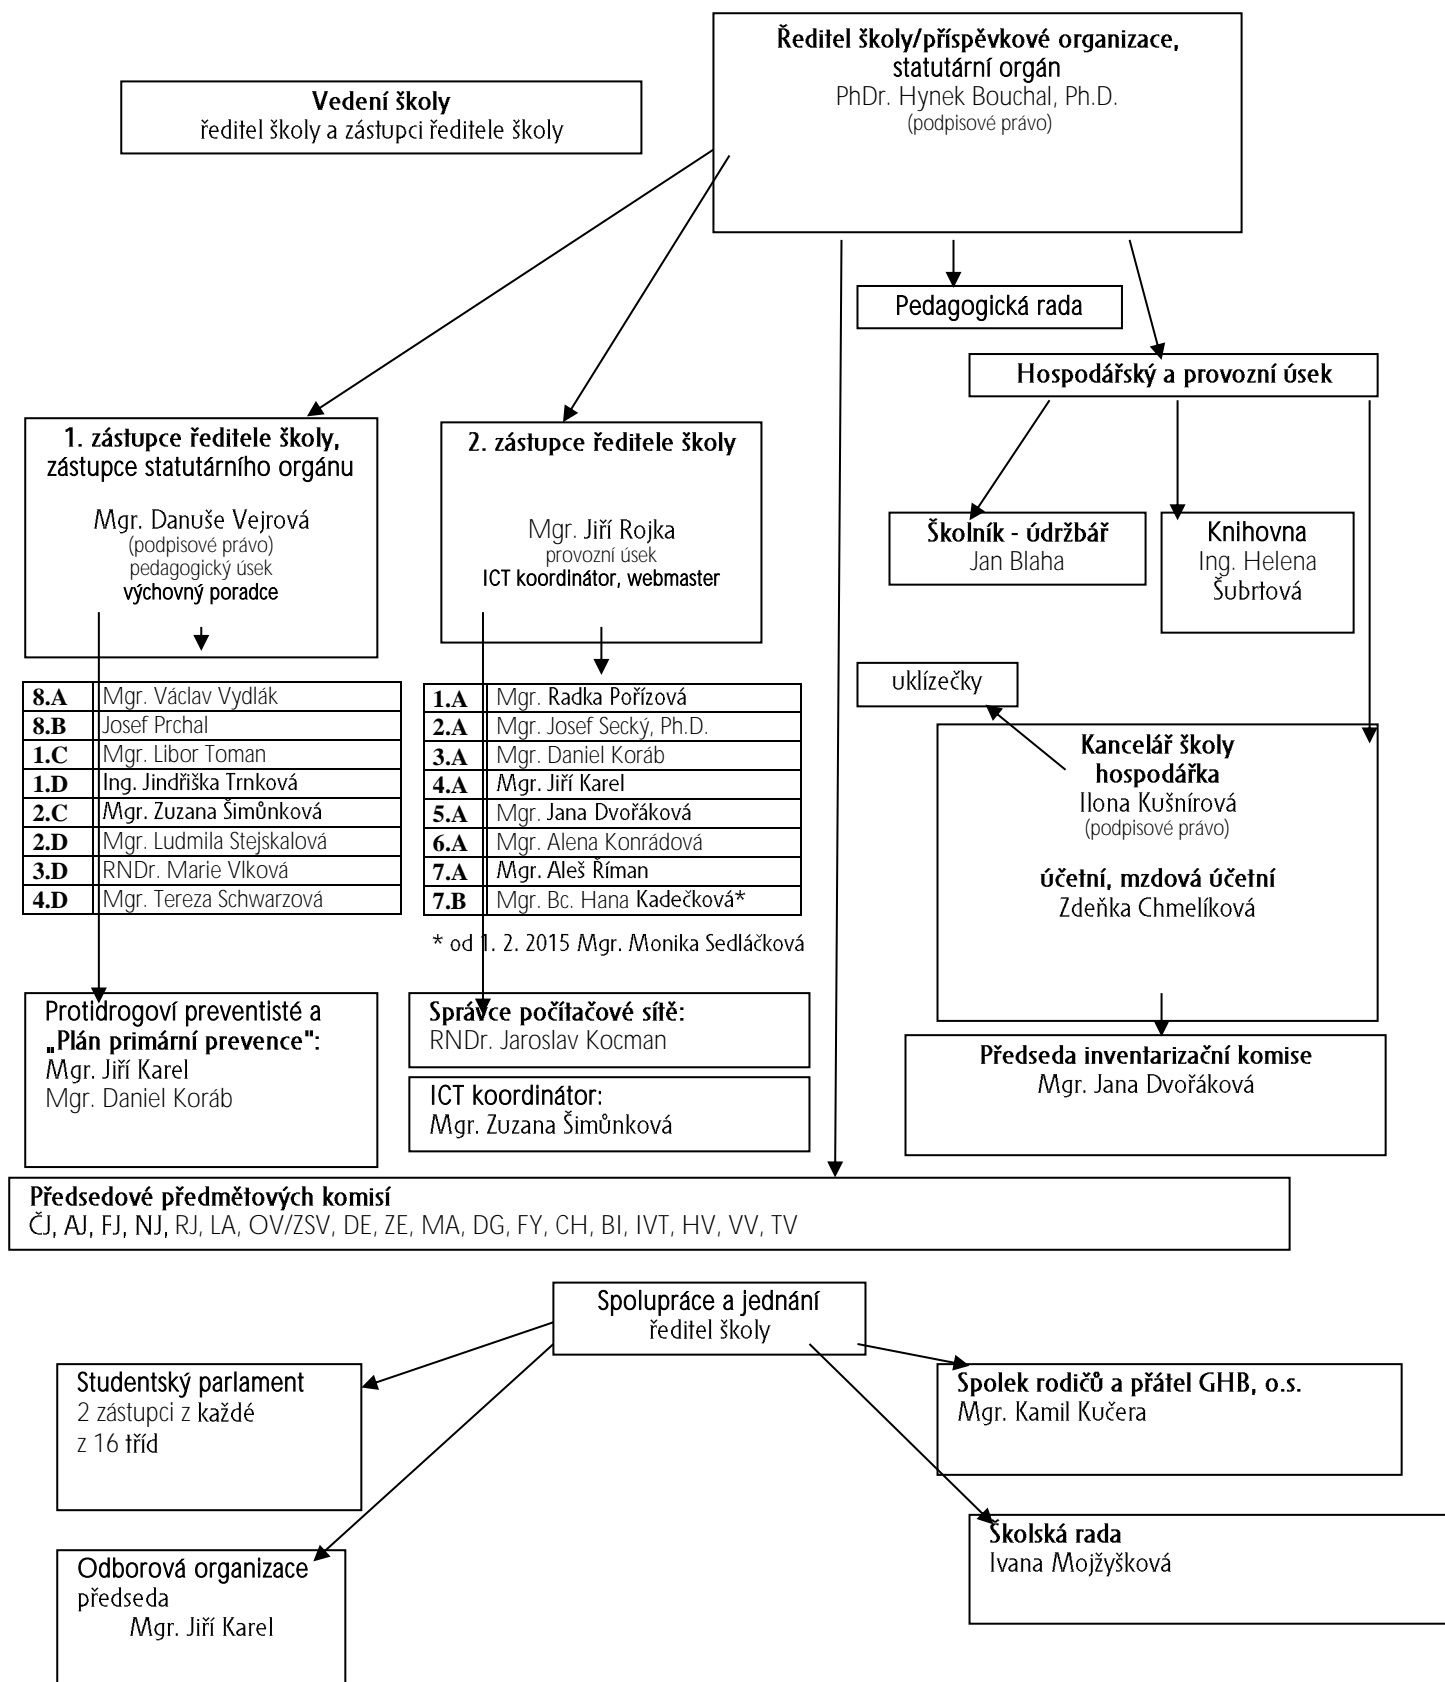 Ředitel školy/příspěvkové organizace,
statutární orgán
PhDr. Hynek Bouchal, Ph.D.
(podpisové právo)
Vedení školy
ředitel školy a zástupci ředitele školy
Pedagogická rada
Hospodářský a provozní úsek
1. zástupce ředitele školy,
zástupce statutárního orgánu
Mgr. Danuše Vejrová
(podpisové právo)
pedagogický úsek
výchovný poradce
2. zástupce ředitele školy
Mgr. Jiří Rojka
provozní úsek
ICT koordinátor, webmaster
Školník - údržbář
Jan Blaha
Knihovna
Ing. Helena
Šubrtová
8.A Mgr. Václav Vydlák
8.B Josef Prchal
1.C Mgr. Libor Toman
1.D Ing. Jindřiška Trnková
2.C Mgr. Zuzana Šimůnková
2.D Mgr. Ludmila Stejskalová
3.D RNDr. Marie Vlková
4.D Mgr. Tereza Schwarzová
1.A Mgr. Radka Pořízová
2.A Mgr. Josef Secký, Ph.D.
3.A Mgr. Daniel Koráb
4.A Mgr. Jiří Karel
5.A Mgr. Jana Dvořáková
6.A Mgr. Alena Konrádová
7.A Mgr. Aleš Říman
7.B Mgr. Bc. Hana Kadečková*
* od 1. 2. 2015 Mgr. Monika Sedláčková
uklízečky
Kancelář školy
hospodářka
Ilona Kušnírová
(podpisové právo)
účetní, mzdová účetní
Zdeňka Chmelíková
Protidrogoví preventisté a
„Plán primární prevence":
Mgr. Jiří Karel
Mgr. Daniel Koráb
Správce počítačové sítě:
RNDr. Jaroslav Kocman
ICT koordinátor:
Mgr. Zuzana Šimůnková
Předseda inventarizační komise
Mgr. Jana Dvořáková
Předsedové předmětových komisí
ČJ, AJ, FJ, NJ, RJ, LA, OV/ZSV, DE, ZE, MA, DG, FY, CH, BI, IVT, HV, VV, TV
Spolupráce a jednání
ředitel školy
Studentský parlament
2 zástupci z každé
z 16 tříd
Spolek rodičů a přátel GHB, o.s.
Mgr. Kamil Kučera
Odborová organizace
předseda
Mgr. Jiří Karel
Školská rada
Ivana Mojžyšková